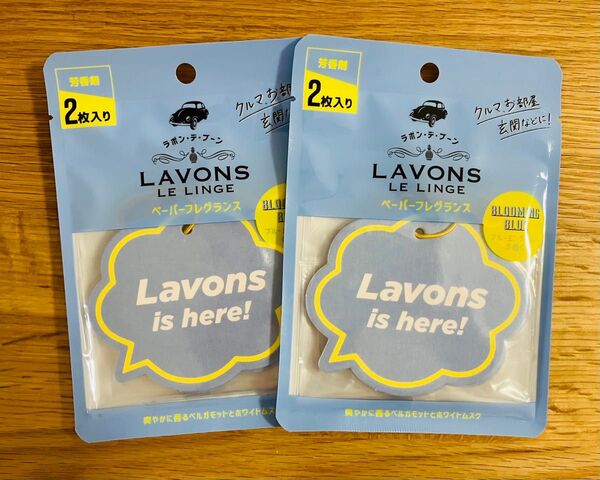 芳香剤
2枚入り
クルマ、お部屋
玄関な
ラボン・デ・ブーン
LAVONS
LE LINGE
ペーパーフレグランス
Lavons
is here!
爽やかに香るベルガモットとホワイトムスク
芳香剤
2枚入り
クルマ、お部屋
玄関などに!
ラボン・デ・ブーン
LAVONS
LE LINGE
ペーパーフレグランス
BLOOMING
BLUE
Lavons
is here!
爽やかに香るベルガモットとホワイトムスク